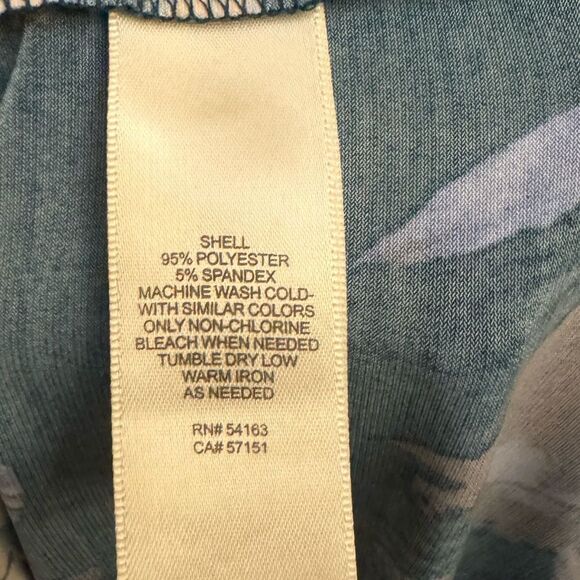 SHELL
95% POLYESTER
5% SPANDEX
MACHINE WASH COLD-
WITH SIMILAR COLORS
ONLY NON-CHLORINE
BLEACH WHEN NEEDED
TUMBLE DRY LOW
WARM IRON
AS NEEDED
RN# 54163
CA# 57151